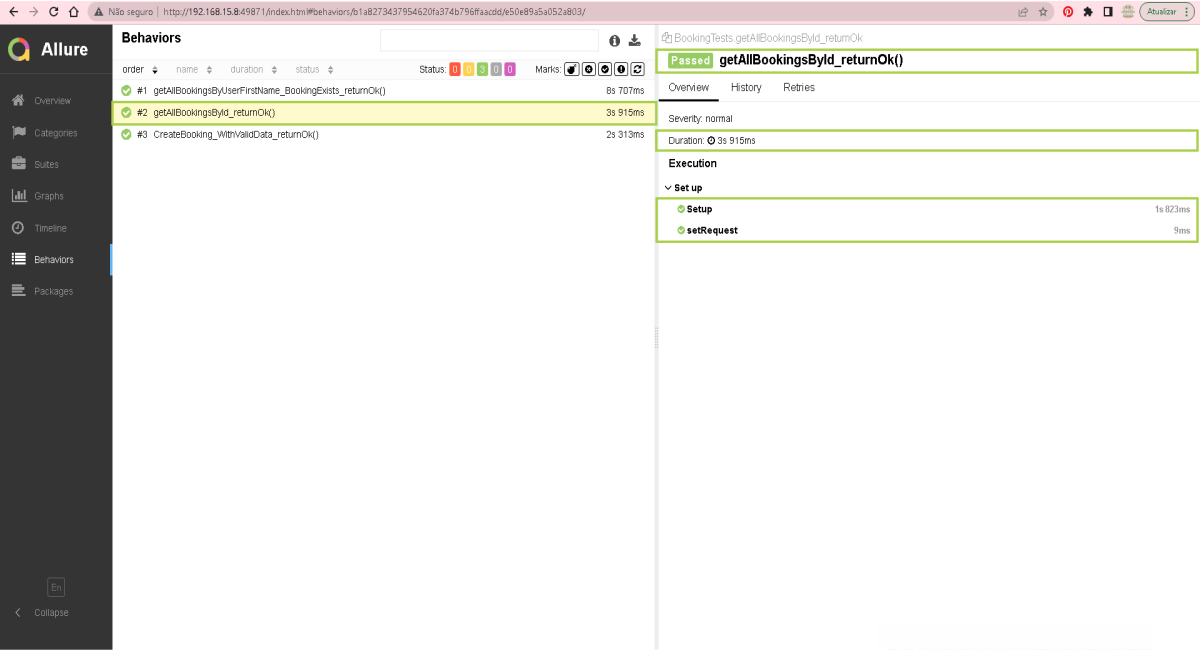 Não seguro | http://192.168.15.8:49871/index.html#behaviors/b1a8273437954620fa374b796ffaacdd/e50e89a5a052a803/
Atualizar
Allure
Overview
Categories
Suites
Graphs
Timeline
Behaviors
Packages
En
Collapse
Behaviors
order name duration status Status: 0 0 3 0 0 Marks:
#1 getAllBookingsByUserFirstName_BookingExists_returnOk() 8s 707ms
#2 getAllBookingsById_returnOk() 3s 915ms
#3 CreateBooking_WithValidData_returnOk() 2s 313ms
BookingTests.getAllBookingsById_returnOk
Passed getAllBookingsById_returnOk()
Overview History Retries
Severity: normal
Duration: 3s 915ms
Execution
Set up
Setup 1s 823ms
setRequest 9ms